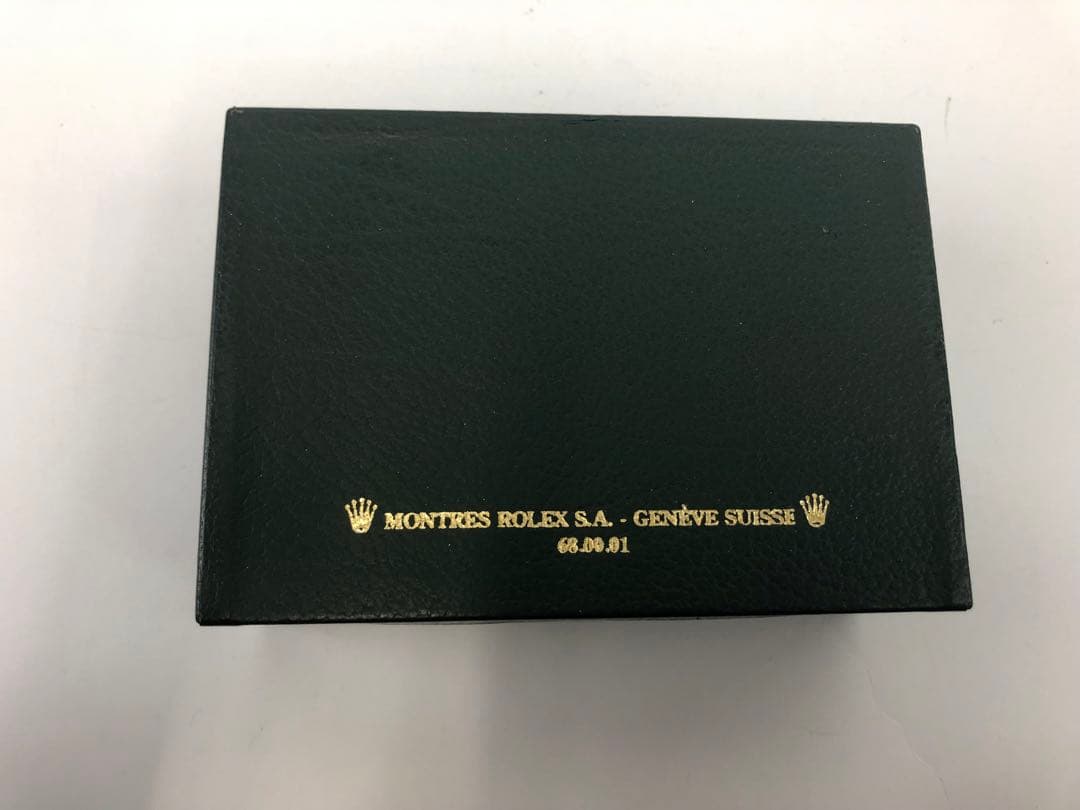 MONTRES ROLEX S.A. - GENÈVE SUISSE
68.00.01